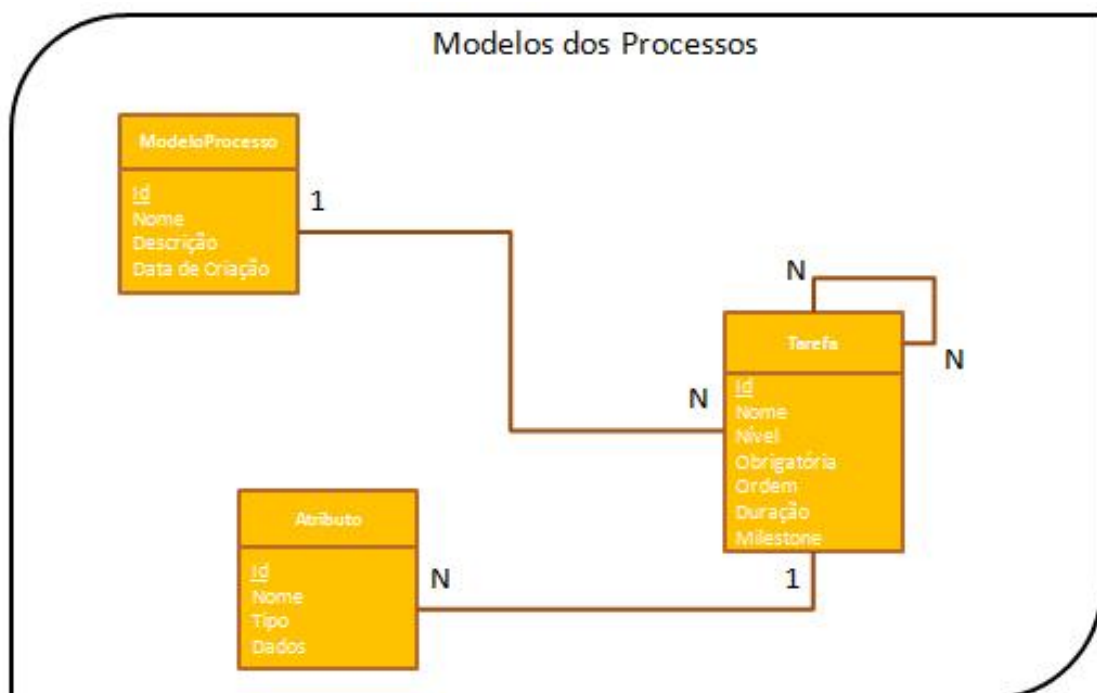 Modelos dos Processos
ModeloProcesso
Id
Nome
Descrição
Data de Criação
1
N
N
N
Tarefa
Id
Nome
Nível
Obrigatória
Ordem
Duração
Milestone
1
Atributo
Id
Nome
Tipo
Dados
N